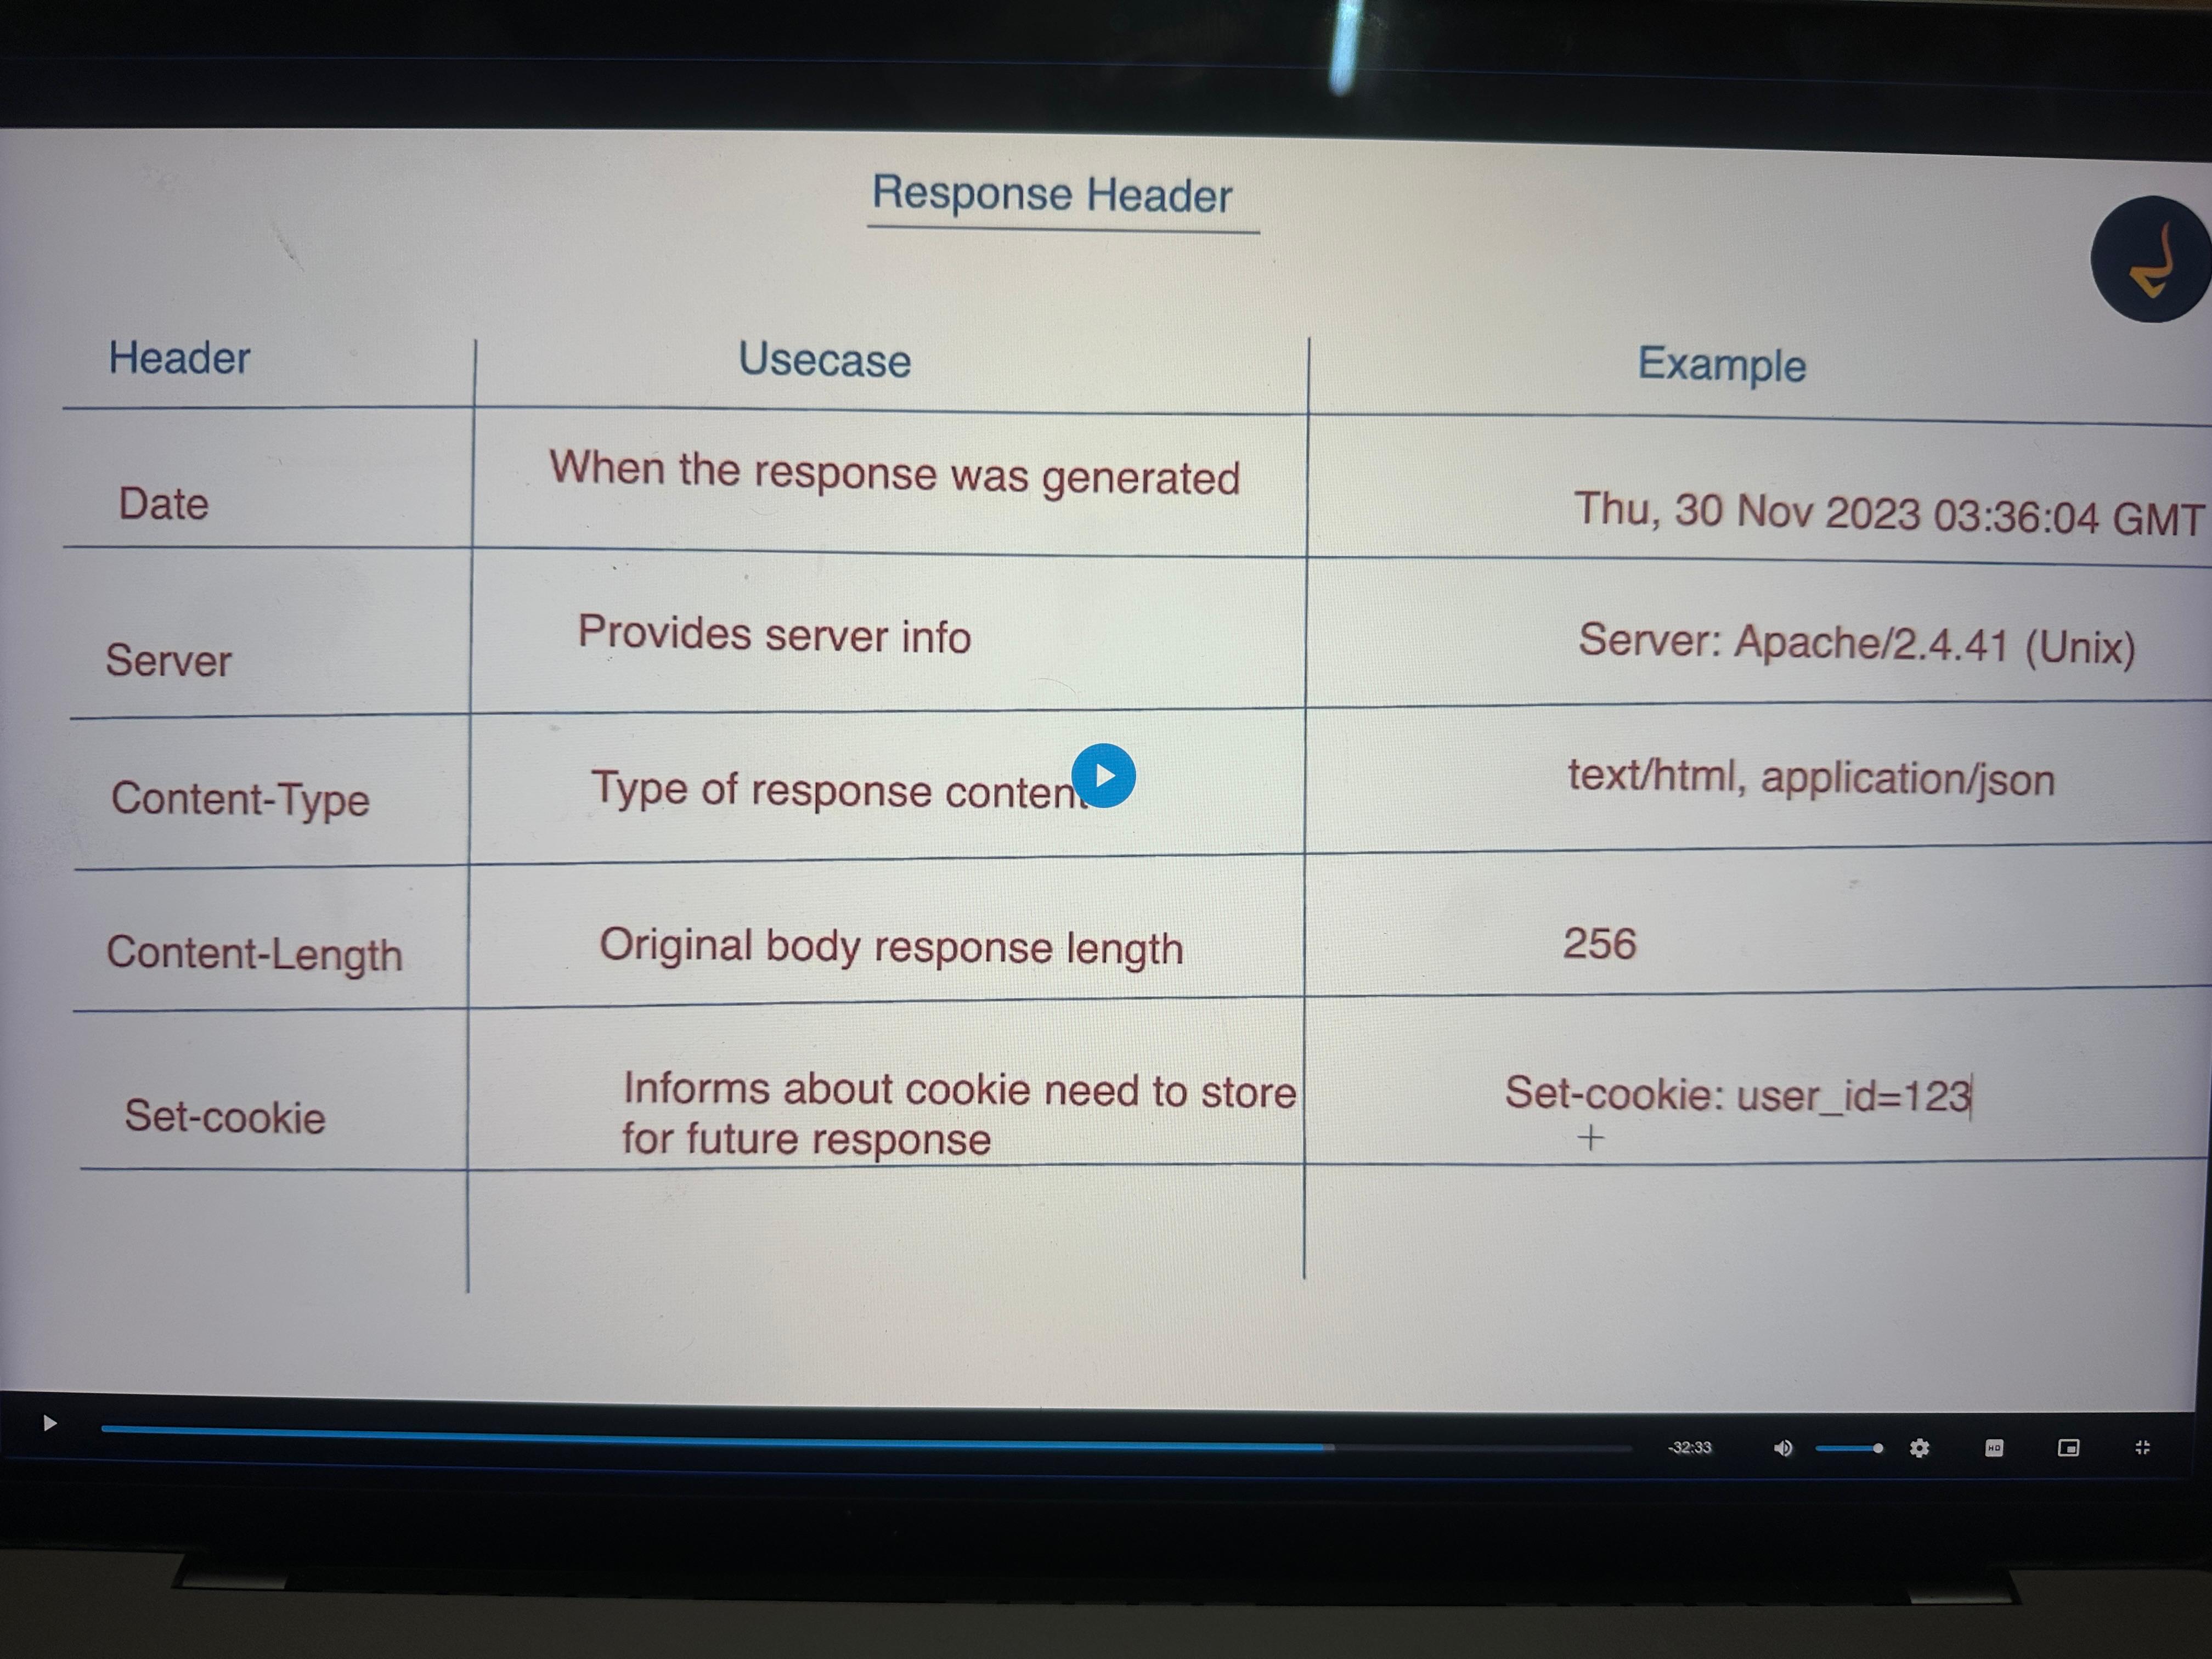 Response Header
Header Usecase Example
Date When the response was generated Thu, 30 Nov 2023 03:36:04 GMT
Server Provides server info Server: Apache/2.4.41 (Unix)
Content-Type Type of response content text/html, application/json
Content-Length Original body response length 256
Set-cookie Informs about cookie need to store Set-cookie: user_id=123
for future response
-32:33
HD